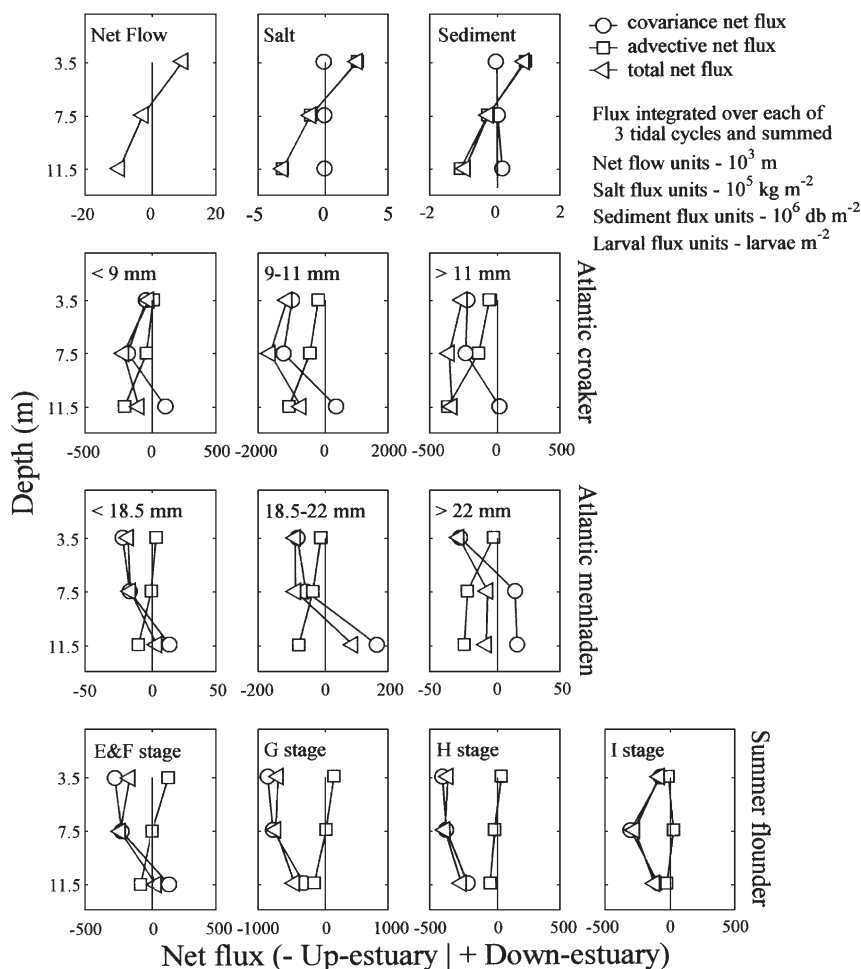 Net Flow
Salt
Sediment
covariance net flux
advective net flux
total net flux
Flux integrated over each of
3 tidal cycles and summed
Net flow units - 10³ m
Salt flux units - 10⁵ kg m⁻²
Sediment flux units - 10⁶ db m⁻²
Larval flux units - larvae m⁻²
3.5
7.5
11.5
-20 0 20
-5 0 5
-2 0 2
< 9 mm
9-11 mm
> 11 mm
Atlantic croaker
3.5
7.5
11.5
-500 0 500
-2000 0 2000
-500 0 500
Depth (m)
< 18.5 mm
18.5-22 mm
> 22 mm
Atlantic menhaden
3.5
7.5
11.5
-50 0 50
-200 0 200
-50 0 50
E&F stage
G stage
H stage
I stage
Summer flounder
3.5
7.5
11.5
-500 0 500
-1000 0 1000
-500 0 500
-500 0 500
Net flux (- Up-estuary | + Down-estuary)